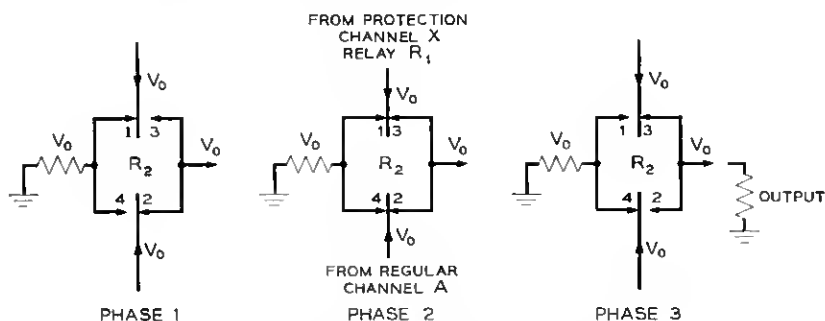 FROM PROTECTION
CHANNEL X
RELAY R₁
V₀
V₀
V₀
1 3
1 3
1 3
V₀
R₂
V₀
V₀
R₂
V₀
V₀
R₂
V₀
4 2
4 2
4 2
OUTPUT
V₀
V₀
V₀
FROM REGULAR
CHANNEL A
PHASE 1
PHASE 2
PHASE 3